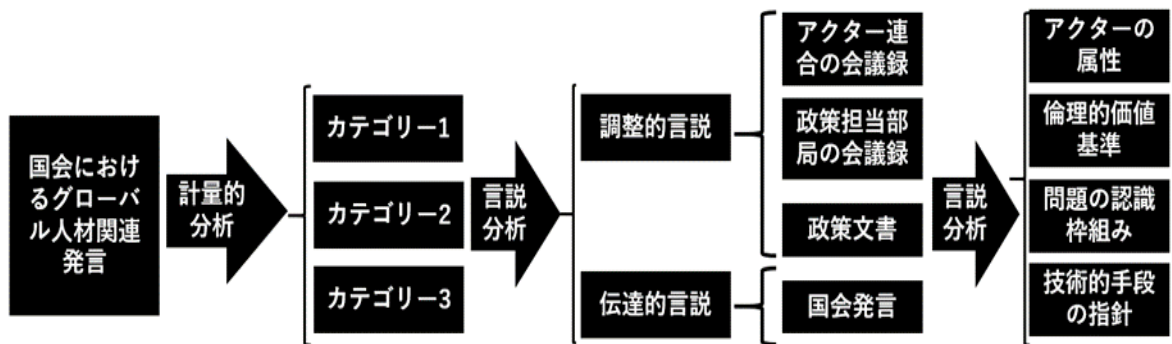 国会におけ
るグローバ
ル人材関連
発言
計量的
分析
カテゴリー1
カテゴリー2
カテゴリー3
言説
分析
調整的言説
伝達的言説
アクター連
合の会議録
政策担当部
局の会議録
政策文書
国会発言
言説
分析
アクターの
属性
倫理的価値
基準
問題の認識
枠組み
技術的手段
の指針